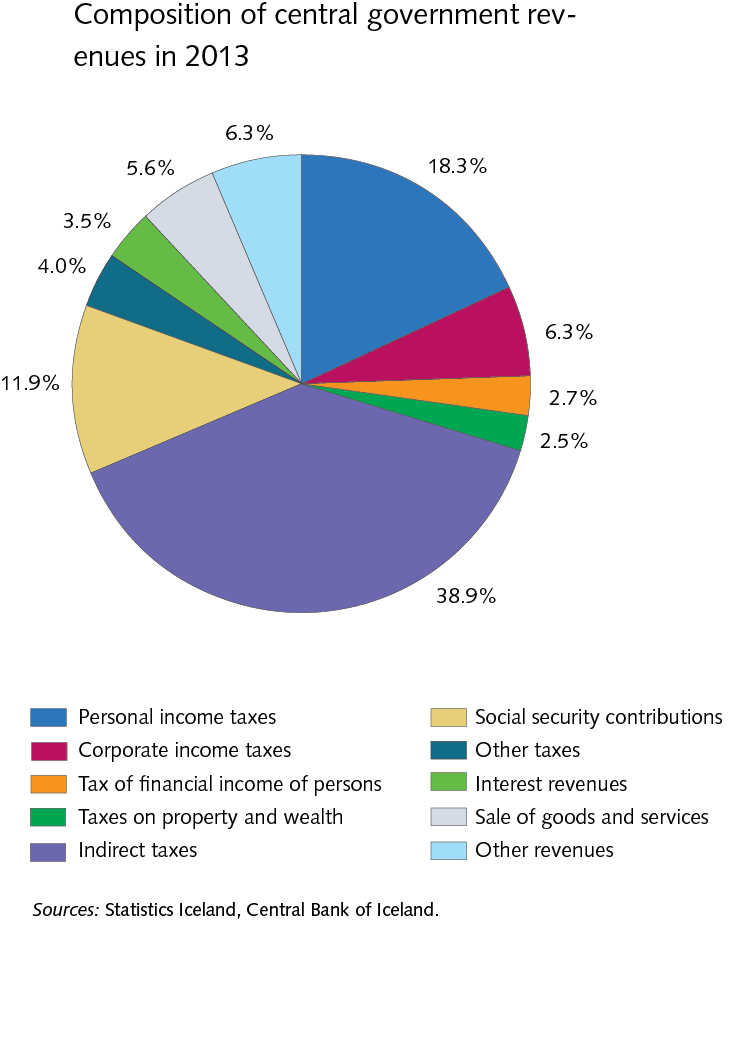 Composition of central government rev-
enues in 2013
6.3%
5.6%
18.3%
3.5%
4.0%
6.3%
11.9%
2.7%
2.5%
38.9%
Personal income taxes
Corporate income taxes
Tax of financial income of persons
Taxes on property and wealth
Indirect taxes
Social security contributions
Other taxes
Interest revenues
Sale of goods and services
Other revenues
Sources: Statistics Iceland, Central Bank of Iceland.